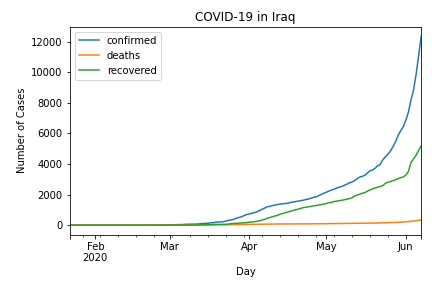 COVID-19 in Iraq
confirmed
deaths
recovered
Number of Cases
12000
10000
8000
6000
4000
2000
0
Feb Mar Apr May Jun
2020
Day